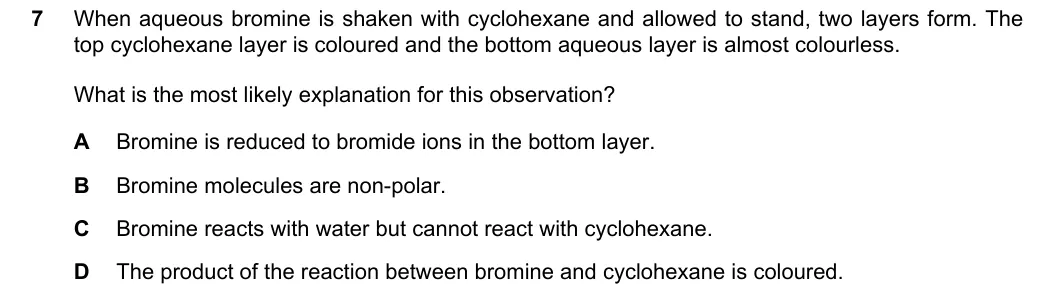 7 When aqueous bromine is shaken with cyclohexane and allowed to stand, two layers form. The
top cyclohexane layer is coloured and the bottom aqueous layer is almost colourless.
What is the most likely explanation for this observation?
A Bromine is reduced to bromide ions in the bottom layer.
B Bromine molecules are non-polar.
C Bromine reacts with water but cannot react with cyclohexane.
D The product of the reaction between bromine and cyclohexane is coloured.